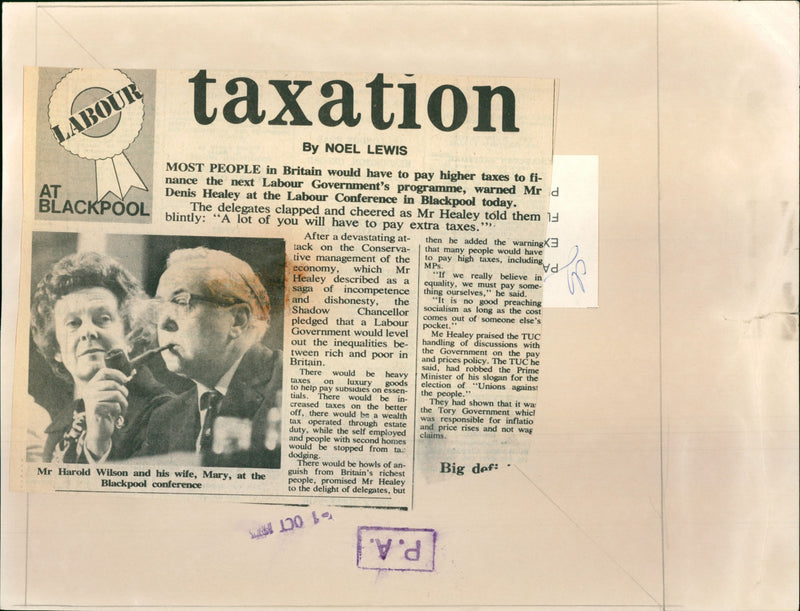 LABOUR
AT
BLACKPOOL
taxation
By NOEL LEWIS
MOST PEOPLE in Britain would have to pay higher taxes to fi-
nance the next Labour Government's programme, warned Mr
Denis Healey at the Labour Conference in Blackpool today.
The delegates clapped and cheered as Mr Healey told them
blintly: "A lot of you will have to pay extra taxes."
After a devastating at-
tack on the Conserva-
tive management of the
economy, which Mr
Healey described as a
saga of incompetence
and dishonesty, the
Shadow Chancellor
pledged that a Labour
Government would level
out the inequalities be-
tween rich and poor in
Britain.
There would be heavy
taxes on luxury goods
to help pay subsidies on essen-
tials. There would be in-
creased taxes on the better
off, there would be a wealth
tax operated through estate
duty, while the self employed
and people with second homes
would be stopped from tax
dodging.
There would be howls of an-
guish from Britain's richest
people, promised Mr Healey
to the delight of delegates, but
then he added the warning
that many people would have
to pay high taxes, including
MPs.
"If we really believe in
equality, we must pay some-
thing ourselves," he said.
"It is no good preaching
socialism as long as the cost
comes out of someone else's
pocket."
Me Healey praised the TUC
handling of discussions with
the Government on the pay
and prices policy. The TUC he
said, had robbed the Prime
Minister of his slogan for the
election of "Unions against
the people."
They had shown that it was
the Tory Government which
was responsible for inflatio
and price rises and not wag
claims.
Big
Mr Harold Wilson and his wife, Mary, at the
Blackpool conference
-1 OCT
P.A.